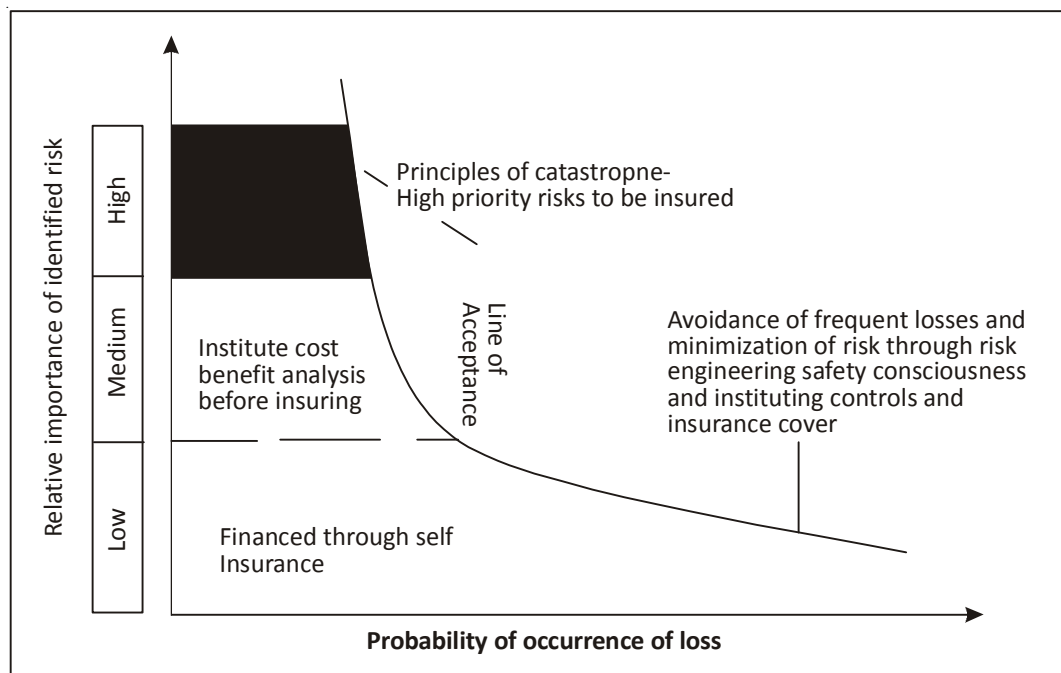 Relative importance of identified risk
High
Medium
Low
Principles of catastropne-
High priority risks to be insured
Line of
Acceptance
Institute cost
benefit analysis
before insuring
Avoidance of frequent losses and
minimization of risk through risk
engineering safety consciousness
and instituting controls and
insurance cover
Financed through self
Insurance
Probability of occurrence of loss